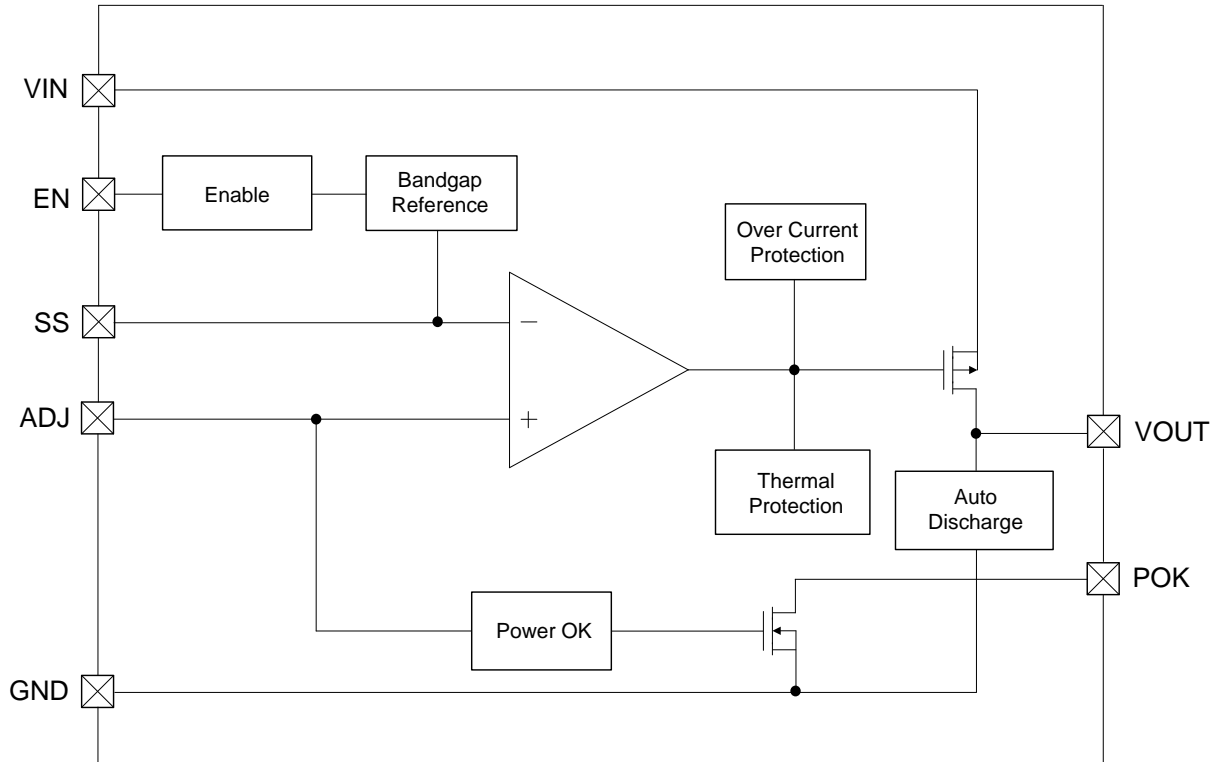 VIN
EN
Enable
Bandgap
Reference
Over Current
Protection
SS
−
ADJ
+
VOUT
Thermal
Protection
Auto
Discharge
POK
Power OK
GND